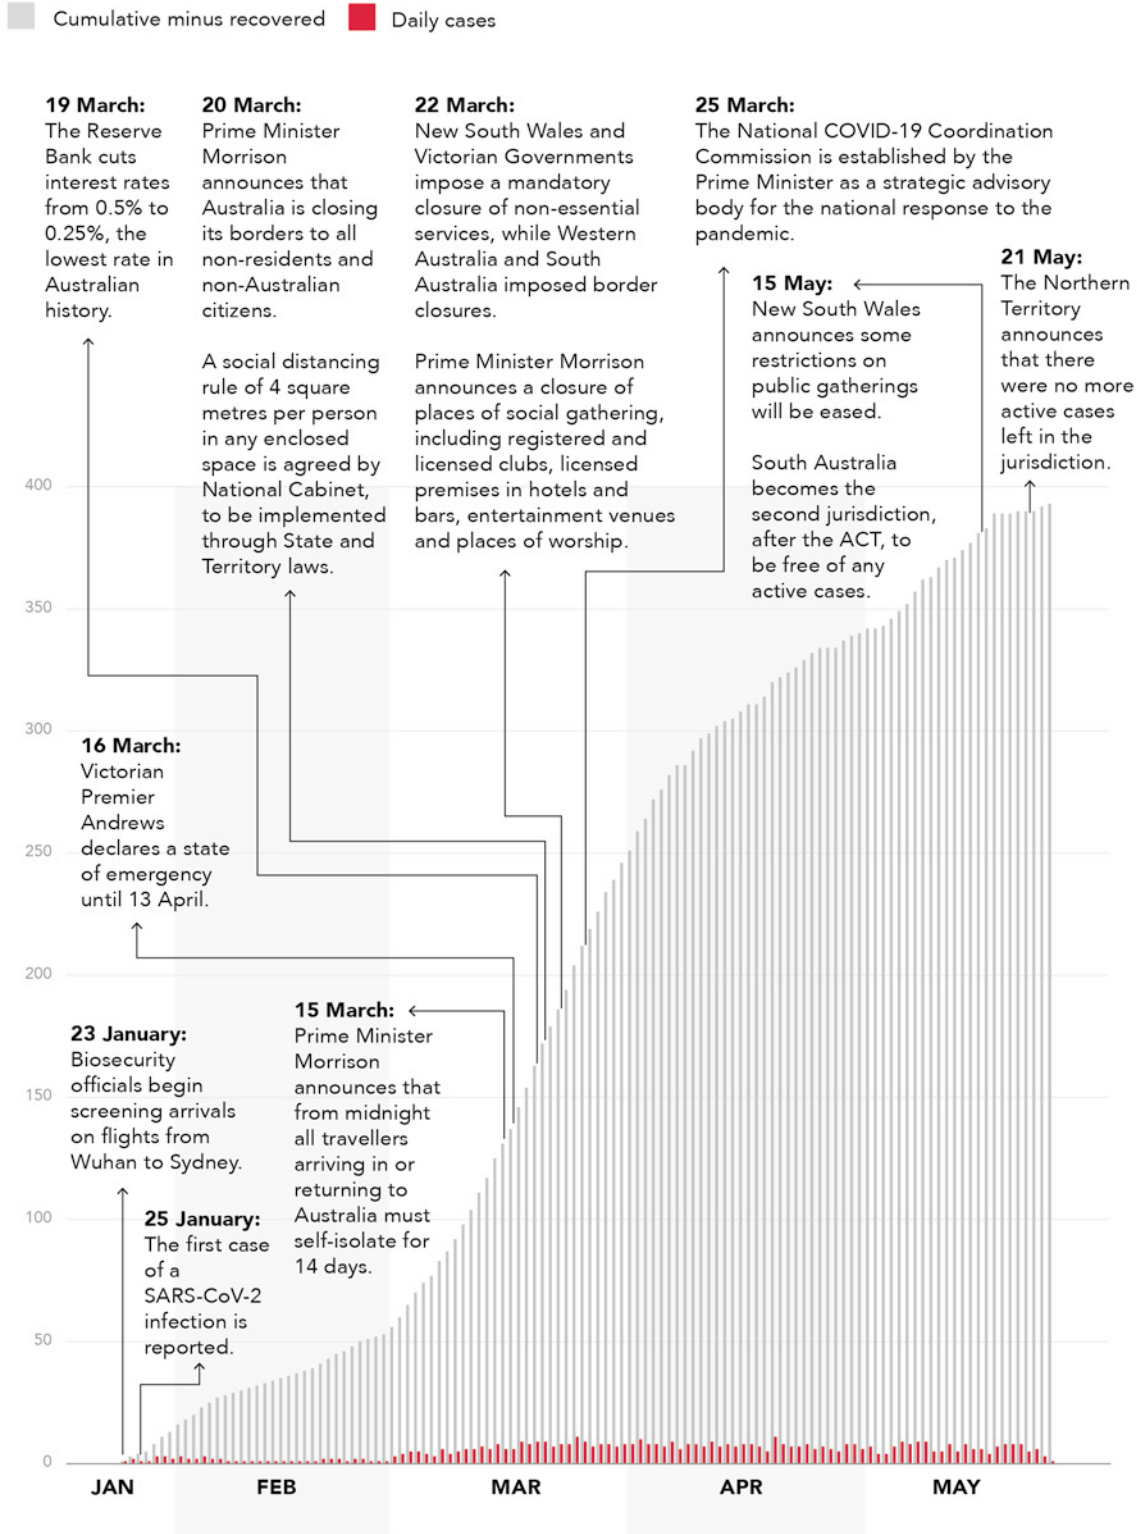 Cumulative minus recovered
Daily cases
19 March:
The Reserve
Bank cuts
interest rates
from 0.5% to
0.25%, the
lowest rate in
Australian
history.
20 March:
Prime Minister
Morrison
announces that
Australia is closing
its borders to all
non-residents and
non-Australian
citizens.
A social distancing
rule of 4 square
metres per person
in any enclosed
space is agreed by
National Cabinet,
to be implemented
through State and
Territory laws.
22 March:
New South Wales and
Victorian Governments
impose a mandatory
closure of non-essential
services, while Western
Australia and South
Australia imposed border
closures.
Prime Minister Morrison
announces a closure of
places of social gathering,
including registered and
licensed clubs, licensed
premises in hotels and
bars, entertainment venues
and places of worship.
25 March:
The National COVID-19 Coordination
Commission is established by the
Prime Minister as a strategic advisory
body for the national response to the
pandemic.
15 May:
New South Wales
announces some
restrictions on
public gatherings
will be eased.
South Australia
becomes the
second jurisdiction,
after the ACT, to
be free of any
active cases.
21 May:
The Northern
Territory
announces
that there
were no more
active cases
left in the
jurisdiction.
16 March:
Victorian
Premier
Andrews
declares a state
of emergency
until 13 April.
23 January:
Biosecurity
officials begin
screening arrivals
on flights from
Wuhan to Sydney.
15 March:
Prime Minister
Morrison
announces that
from midnight
all travellers
arriving in or
returning to
Australia must
self-isolate for
14 days.
25 January:
The first case
of a
SARS-CoV-2
infection is
reported.
400
350
300
250
200
150
100
50
0
JAN
FEB
MAR
APR
MAY